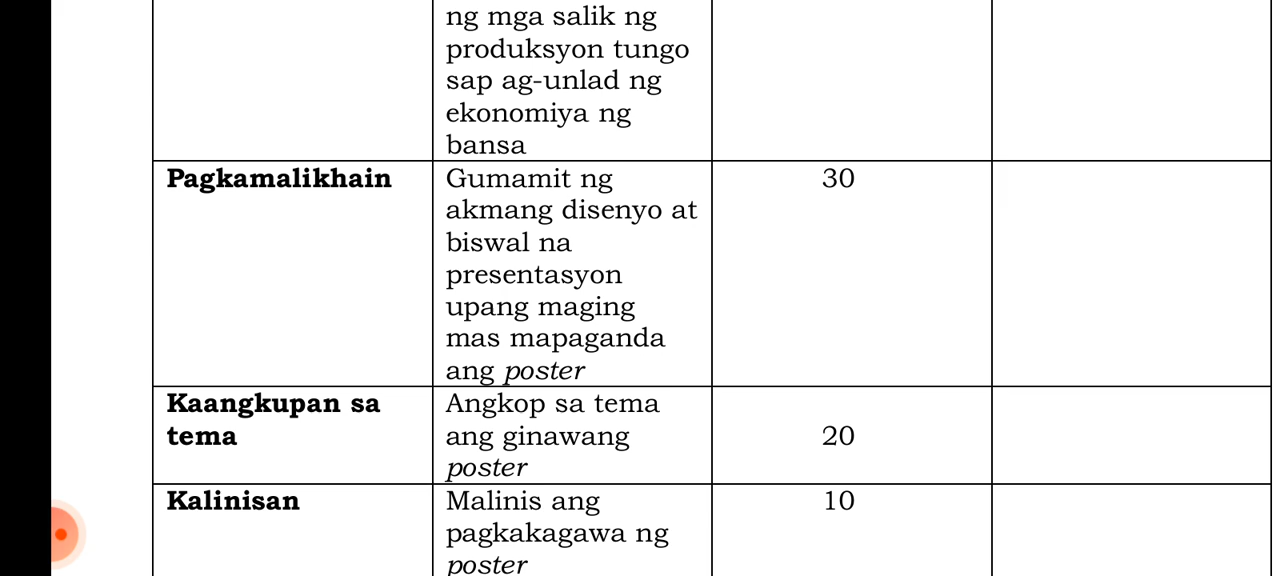 ng mga salik ng
produksyon tungo
sap ag-unlad ng
ekonomiya ng
bansa
Pagkamalikhain
Gumamit ng
akmang disenyo at
biswal na
presentasyon
upang maging
mas mapaganda
ang poster
30
Kaangkupan sa
tema
Angkop sa tema
ang ginawang
poster
20
Kalinisan
Malinis ang
pagkakagawa ng
poster
10